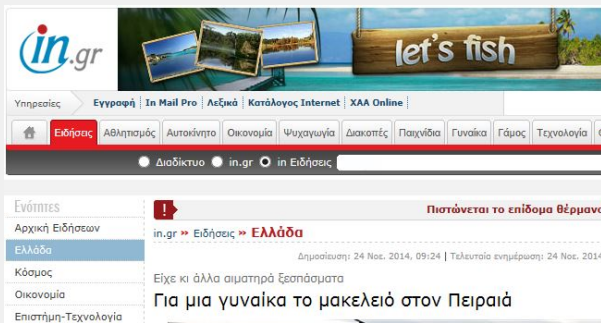 in.gr
let's fish
Υπηρεσίες Εγγραφή In Mail Pro Λεξικά Κατάλογος Internet XAA Online
Ειδήσεις Αθλητισμός Αυτοκίνητο Οικονομία Ψυχαγωγία Διακοπές Παιχνίδια Γυναίκα Γάμος Τεχνολογία
Διαδίκτυο in.gr in Ειδήσεις
Ενότητες
Αρχική Ειδήσεων
Ελλάδα
Κόσμος
Οικονομία
Επιστήμη-Τεχνολογία
! Πιστώνεται το επίδομα
in.gr » Ειδήσεις » Ελλάδα
Δημοσίευση: 24 Νοε. 2014, 09:24 | Τελευταία ενημέρωση: 24 Νοε. 2014
Είχε κι άλλα αιματηρά ξεσπάσματα
Για μια γυναίκα το μακελειό στον Πειραιά